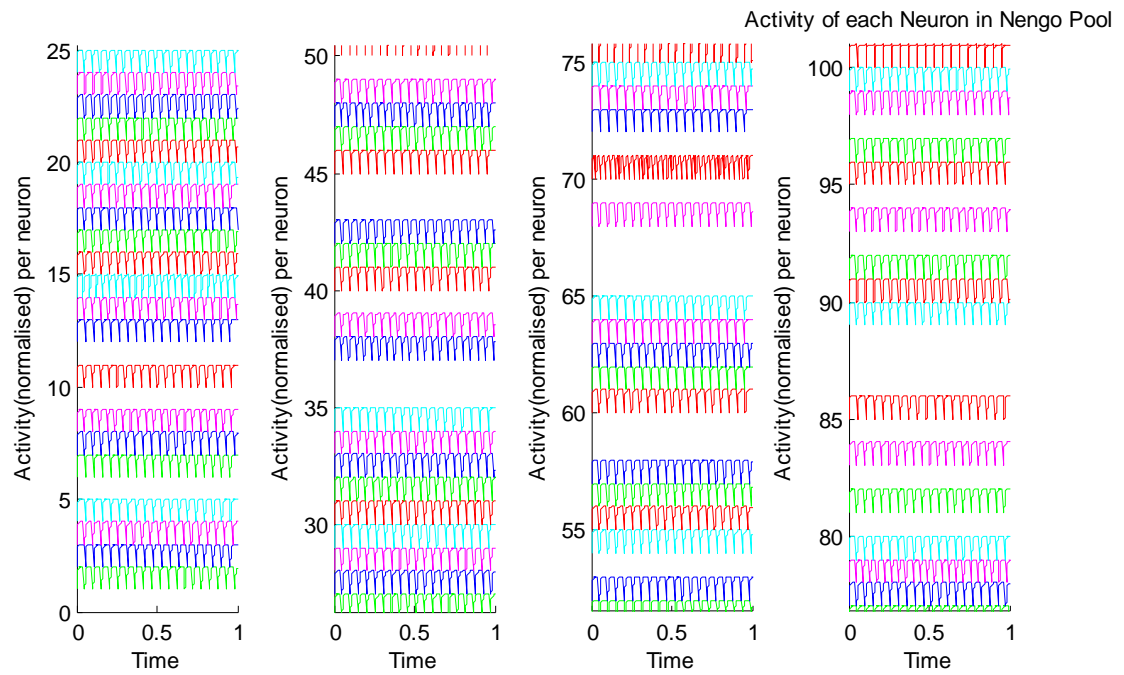 Activity of each Neuron in Nengo Pool
Activity(normalised) per neuron
25
20
15
10
5
0
0 0.5 1
Time
Activity(normalised) per neuron
50
45
40
35
30
0 0.5 1
Time
Activity(normalised) per neuron
75
70
65
60
55
0 0.5 1
Time
Activity(normalised) per neuron
100
95
90
85
80
0 0.5 1
Time